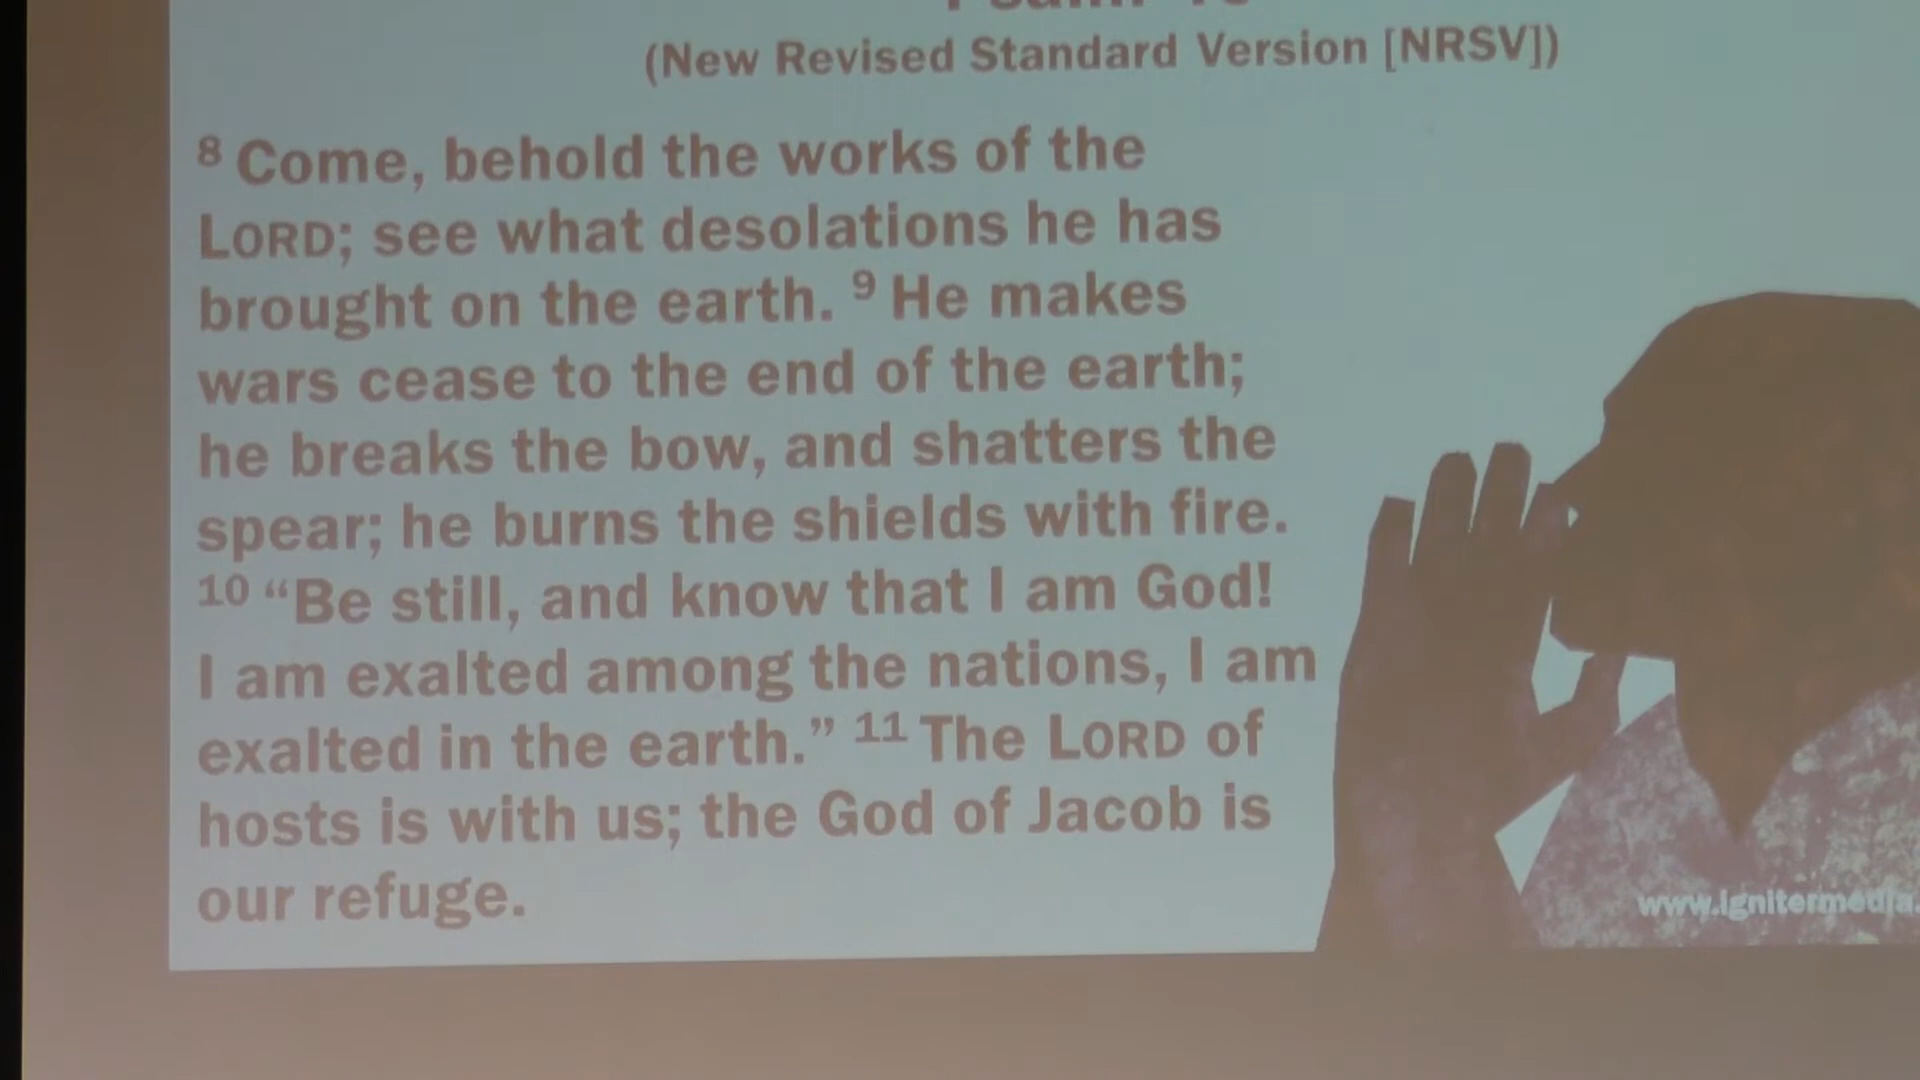 (New Revised Standard Version [NRSV])
8 Come, behold the works of the
LORD; see what desolations he has
brought on the earth. 9 He makes
wars cease to the end of the earth;
he breaks the bow, and shatters the
spear; he burns the shields with fire.
10 “Be still, and know that I am God!
I am exalted among the nations, I am
exalted in the earth.” 11 The LORD of
hosts is with us; the God of Jacob is
our refuge.
www.ignitermedia.